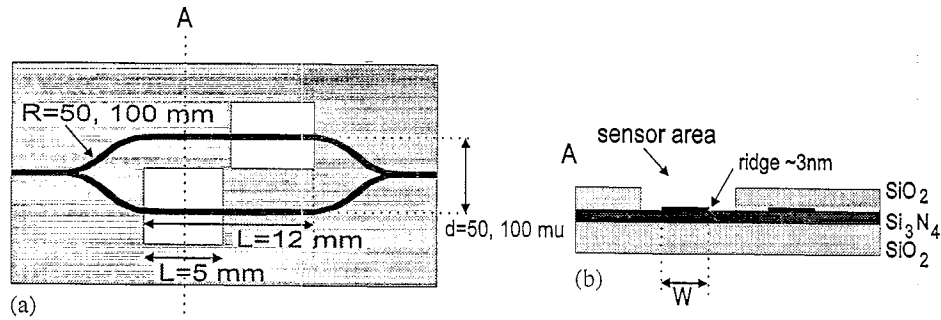 A
R=50, 100 mm
L=12 mm
L=5 mm
d=50, 100 mu
(a)
A
sensor area
ridge ~3nm
SiO2
Si3N4
SiO2
W
(b)